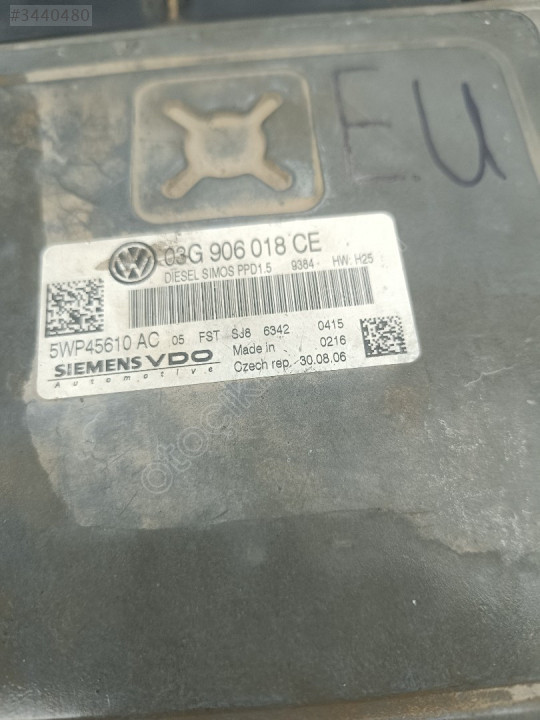 #3440480
EU
VW
03G 906 018 CE
DIESEL SIMOS PPD1.5 9384 HW: H25
5WP45610 AC 05 FST SJ8 6342 0415
SIEMENS VDO Made in 0216
Automotive Czech rep. 30.08.06